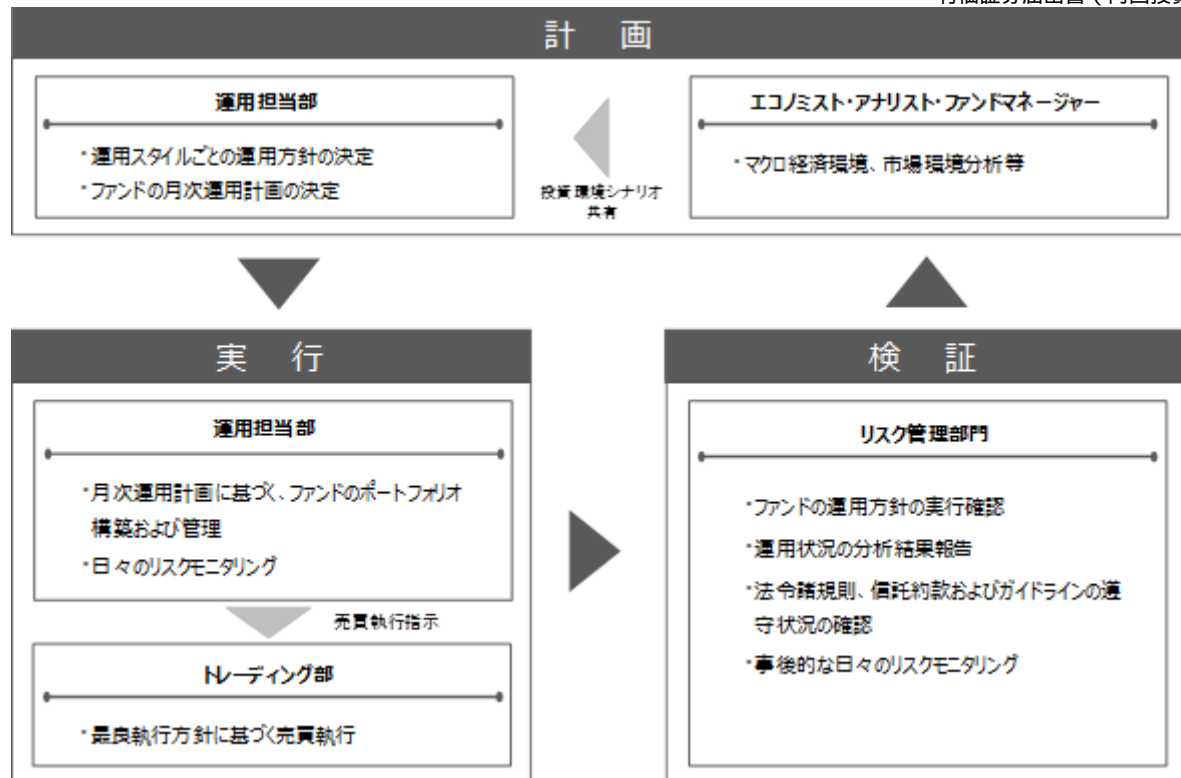 計 画
運用担当部
・運用スタイルごとの運用方針の決定
・ファンドの月次運用計画の決定
投資環境シナリオ
共有
エコノミスト・アナリスト・ファンドマネージャー
・マクロ経済環境、市場環境分析等
実 行
運用担当部
・月次運用計画に基づく、ファンドのポートフォリオ
構築および管理
・日々のリスクモニタリング
売買執行指示
トレーディング部
・最良執行方針に基づく売買執行
検 証
リスク管理部門
・ファンドの運用方針の実行確認
・運用状況の分析結果報告
・法令諸規則、信託約款およびガイドラインの遵
守状況の確認
・事後的な日々のリスクモニタリング